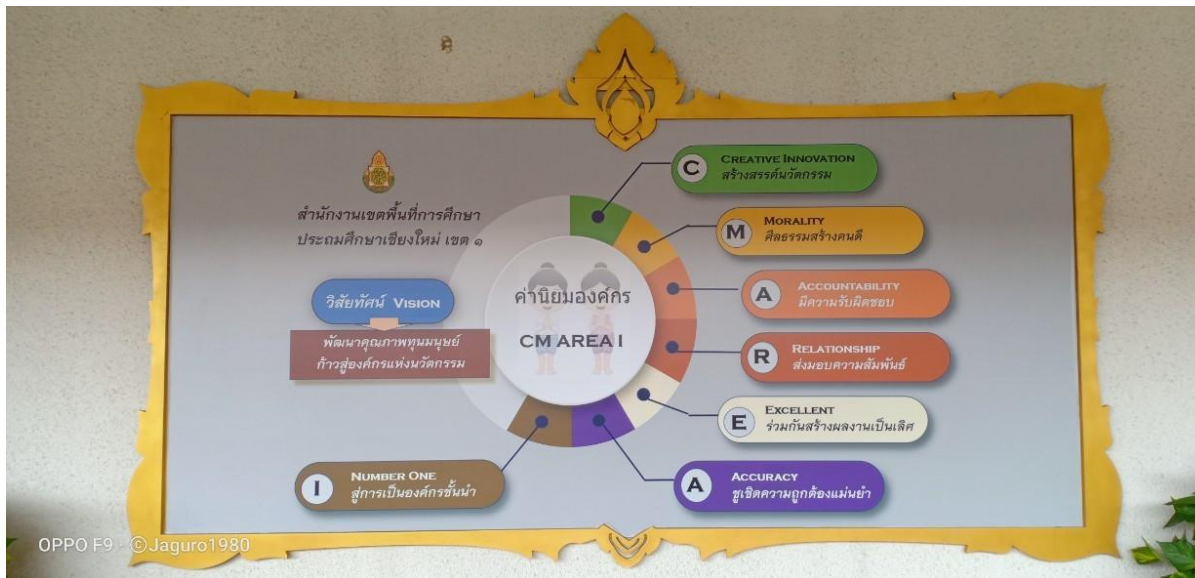 สำนักงานเขตพื้นที่การศึกษา
ประถมศึกษาเชียงใหม่ เขต ๑
วิสัยทัศน์ VISION
พัฒนาคุณภาพทุนมนุษย์
ก้าวสู่องค์กรแห่งนวัตกรรม
ค่านิยมองค์กร
CM AREA I
C
CREATIVE INNOVATION
สร้างสรรค์นวัตกรรม
M
MORALITY
ศีลธรรมสร้างคนดี
A
ACCOUNTABILITY
มีความรับผิดชอบ
R
RELATIONSHIP
ส่งมอบความสัมพันธ์
E
EXCELLENT
ร่วมกันสร้างผลงานเป็นเลิศ
A
ACCURACY
ชูเชิดความถูกต้องแม่นยำ
I
NUMBER ONE
สู่การเป็นองค์กรชั้นนำ
OPPO F9 · ©Jaguro1980